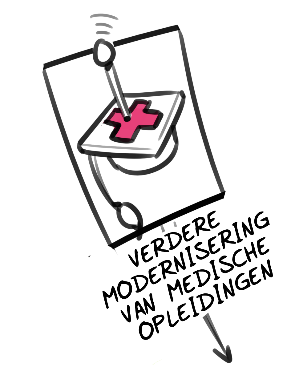 VERDERE
MODERNISERING
VAN MEDISCHE
OPLEIDINGEN